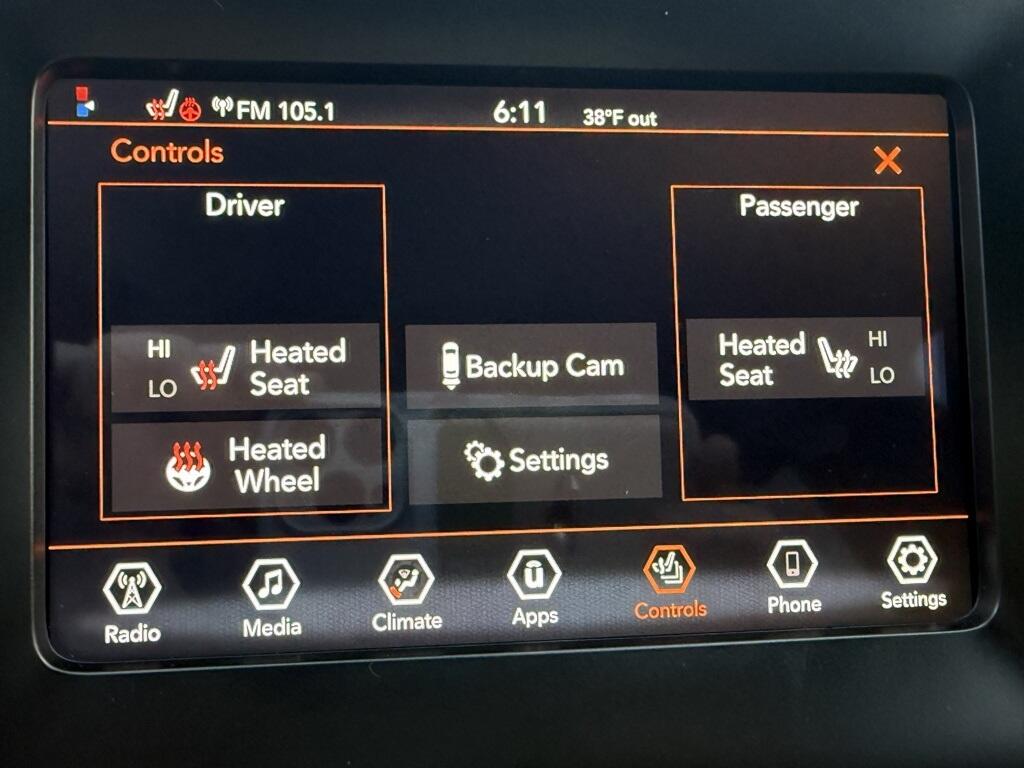 FM 105.1 6:11 38°F out
Controls
Driver
HI
LO
Heated
Seat
Heated
Wheel
Backup Cam
Settings
Passenger
Heated
Seat
HI
LO
Radio Media Climate Apps Controls Phone Settings